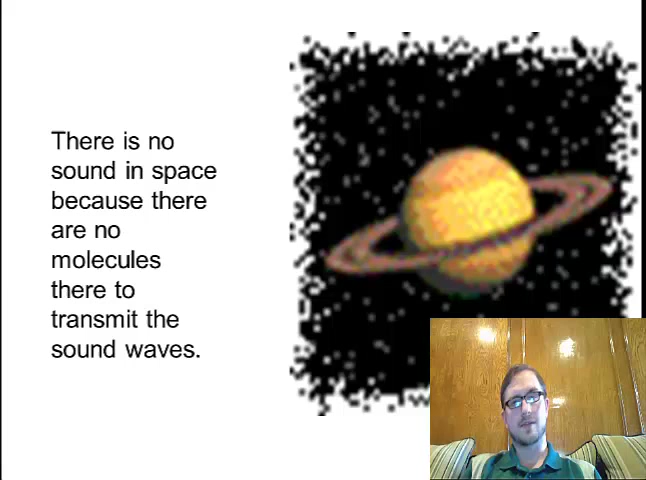 There is no
sound in space
because there
are no
molecules
there to
transmit the
sound waves.